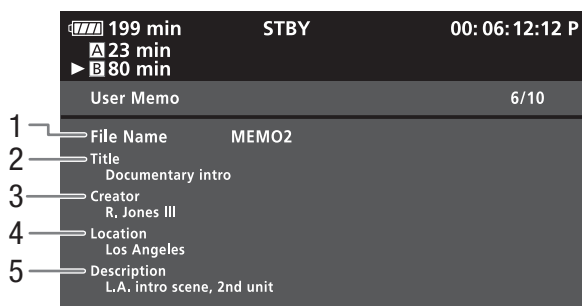 199 min STBY 00:06:12:12 P
A 23 min
B 80 min
User Memo 6/10
1 File Name MEMO2
2 Title
Documentary intro
3 Creator
R. Jones III
4 Location
Los Angeles
5 Description
L.A. intro scene, 2nd unit